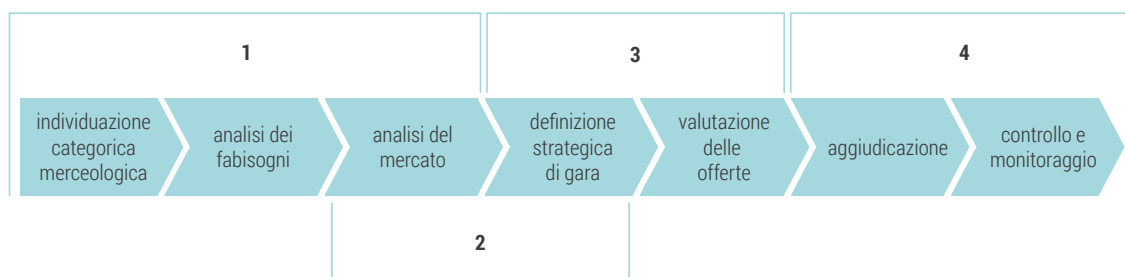 1
3
4
individuazione
categorica
merceologica
analisi dei
fabisogni
analisi del
mercato
definizione
strategica
di gara
valutazione
delle
offerte
aggiudicazione
controllo e
monitoraggio
2